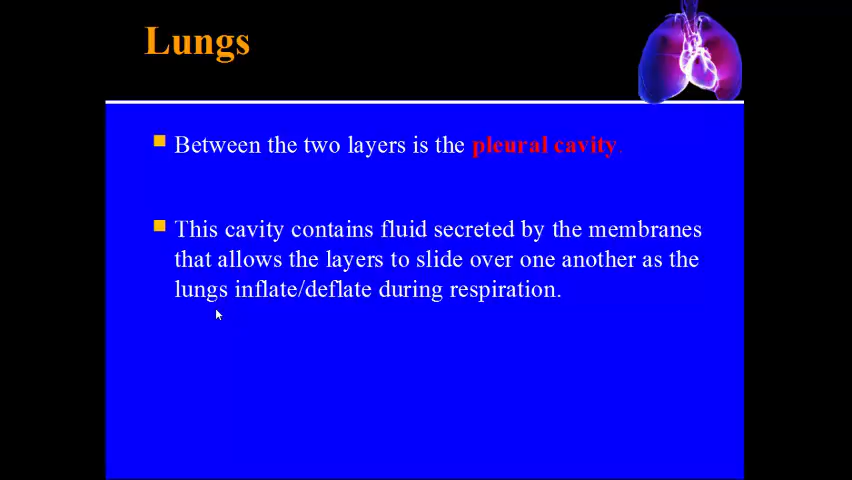 Lungs
Between the two layers is the pleural cavity.
This cavity contains fluid secreted by the membranes
that allows the layers to slide over one another as the
lungs inflate/deflate during respiration.